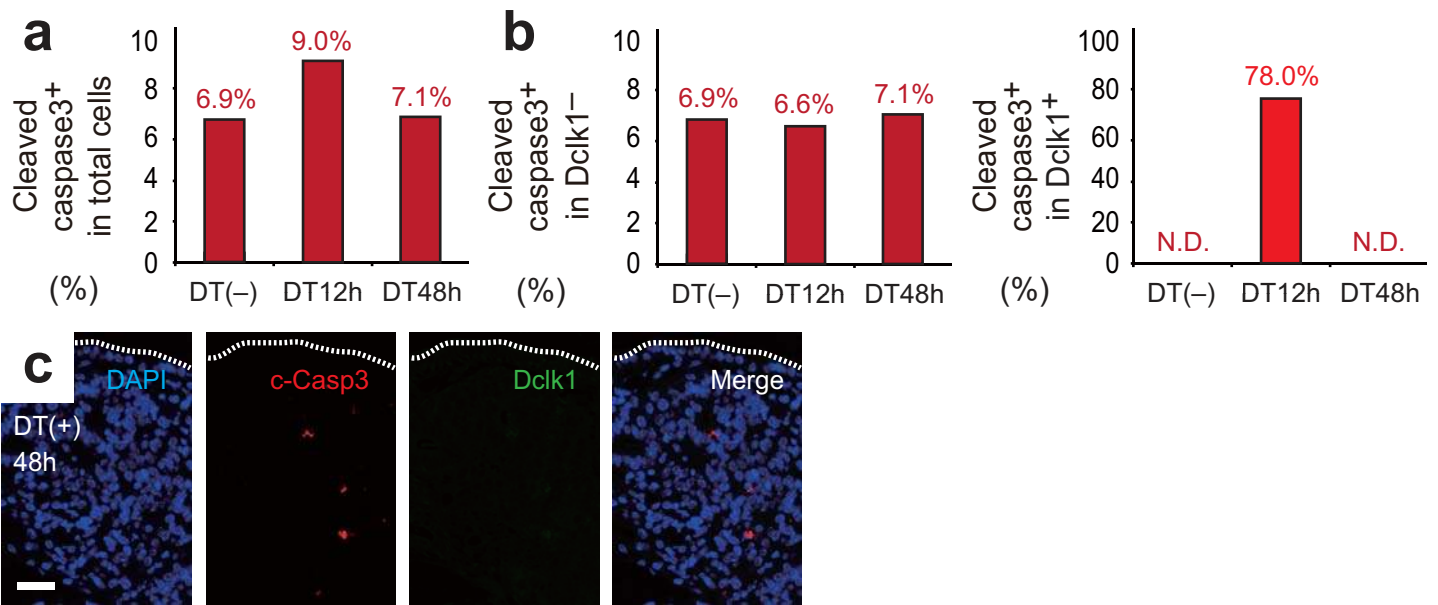 a
Cleaved
caspase3+
in total cells
(%)
10
8
6
4
2
0
6.9%
9.0%
7.1%
DT(–)
DT12h
DT48h
b
Cleaved
caspase3+
in Dclk1–
(%)
10
8
6
4
2
0
6.9%
6.6%
7.1%
DT(–)
DT12h
DT48h
Cleaved
caspase3+
in Dclk1+
(%)
100
80
60
40
20
0
N.D.
78.0%
N.D.
DT(–)
DT12h
DT48h
c
DAPI
DT(+)
48h
c-Casp3
Dclk1
Merge